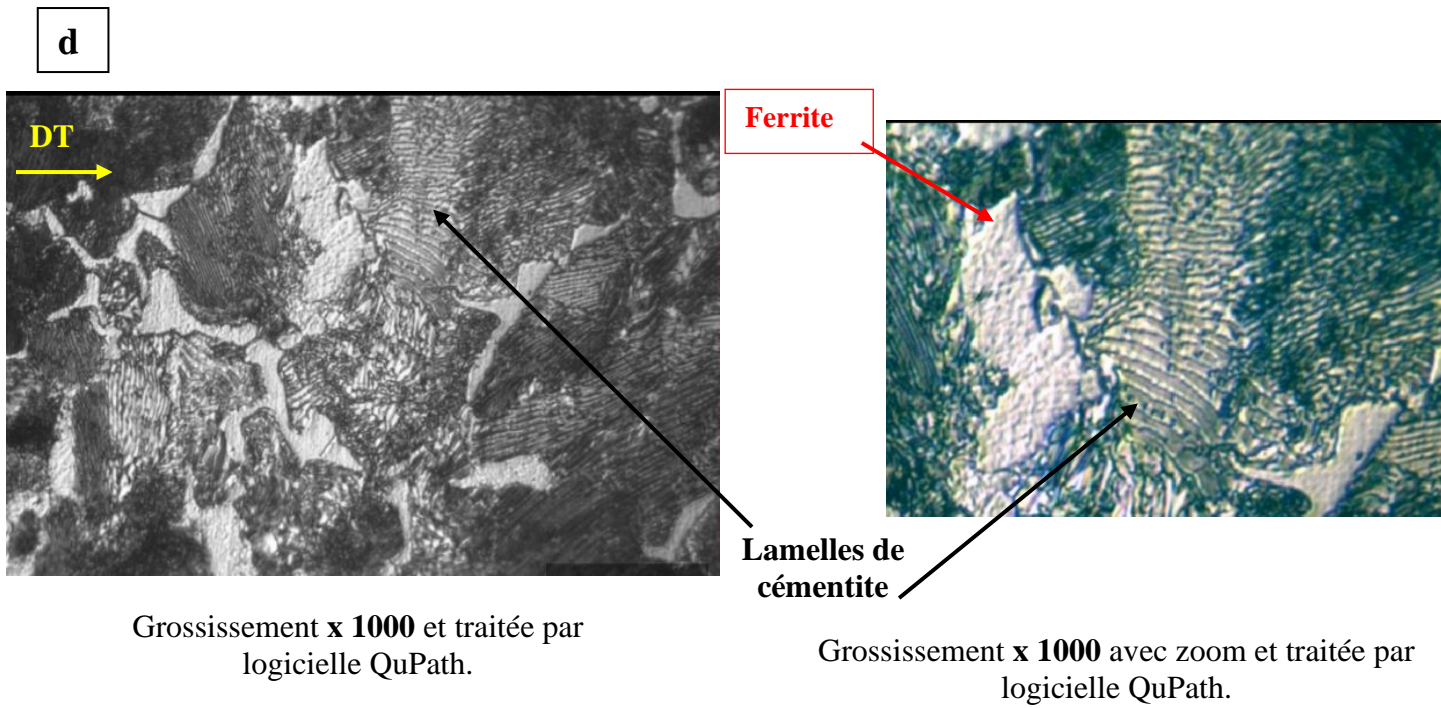 d
DT
Ferrite
Lamelles de
cémentite
Grossissement x 1000 et traitée par
logicielle QuPath.
Grossissement x 1000 avec zoom et traitée par
logicielle QuPath.